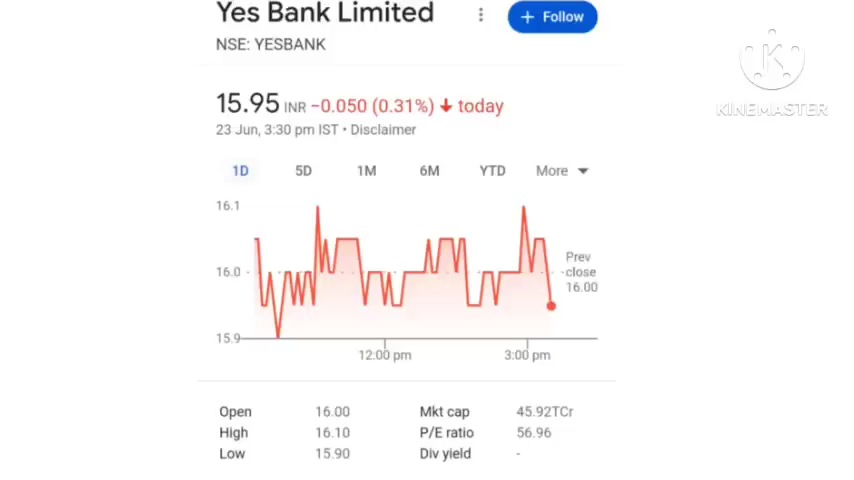 Yes Bank Limited
+ Follow
NSE: YESBANK
KINEMASTER
15.95 INR −0.050 (0.31%) ↓ today
23 Jun, 3:30 pm IST • Disclaimer
1D 5D 1M 6M YTD More
16.1
16.0
15.9
Prev
close
16.00
12:00 pm 3:00 pm
Open 16.00 Mkt cap 45.92TCr
High 16.10 P/E ratio 56.96
Low 15.90 Div yield -